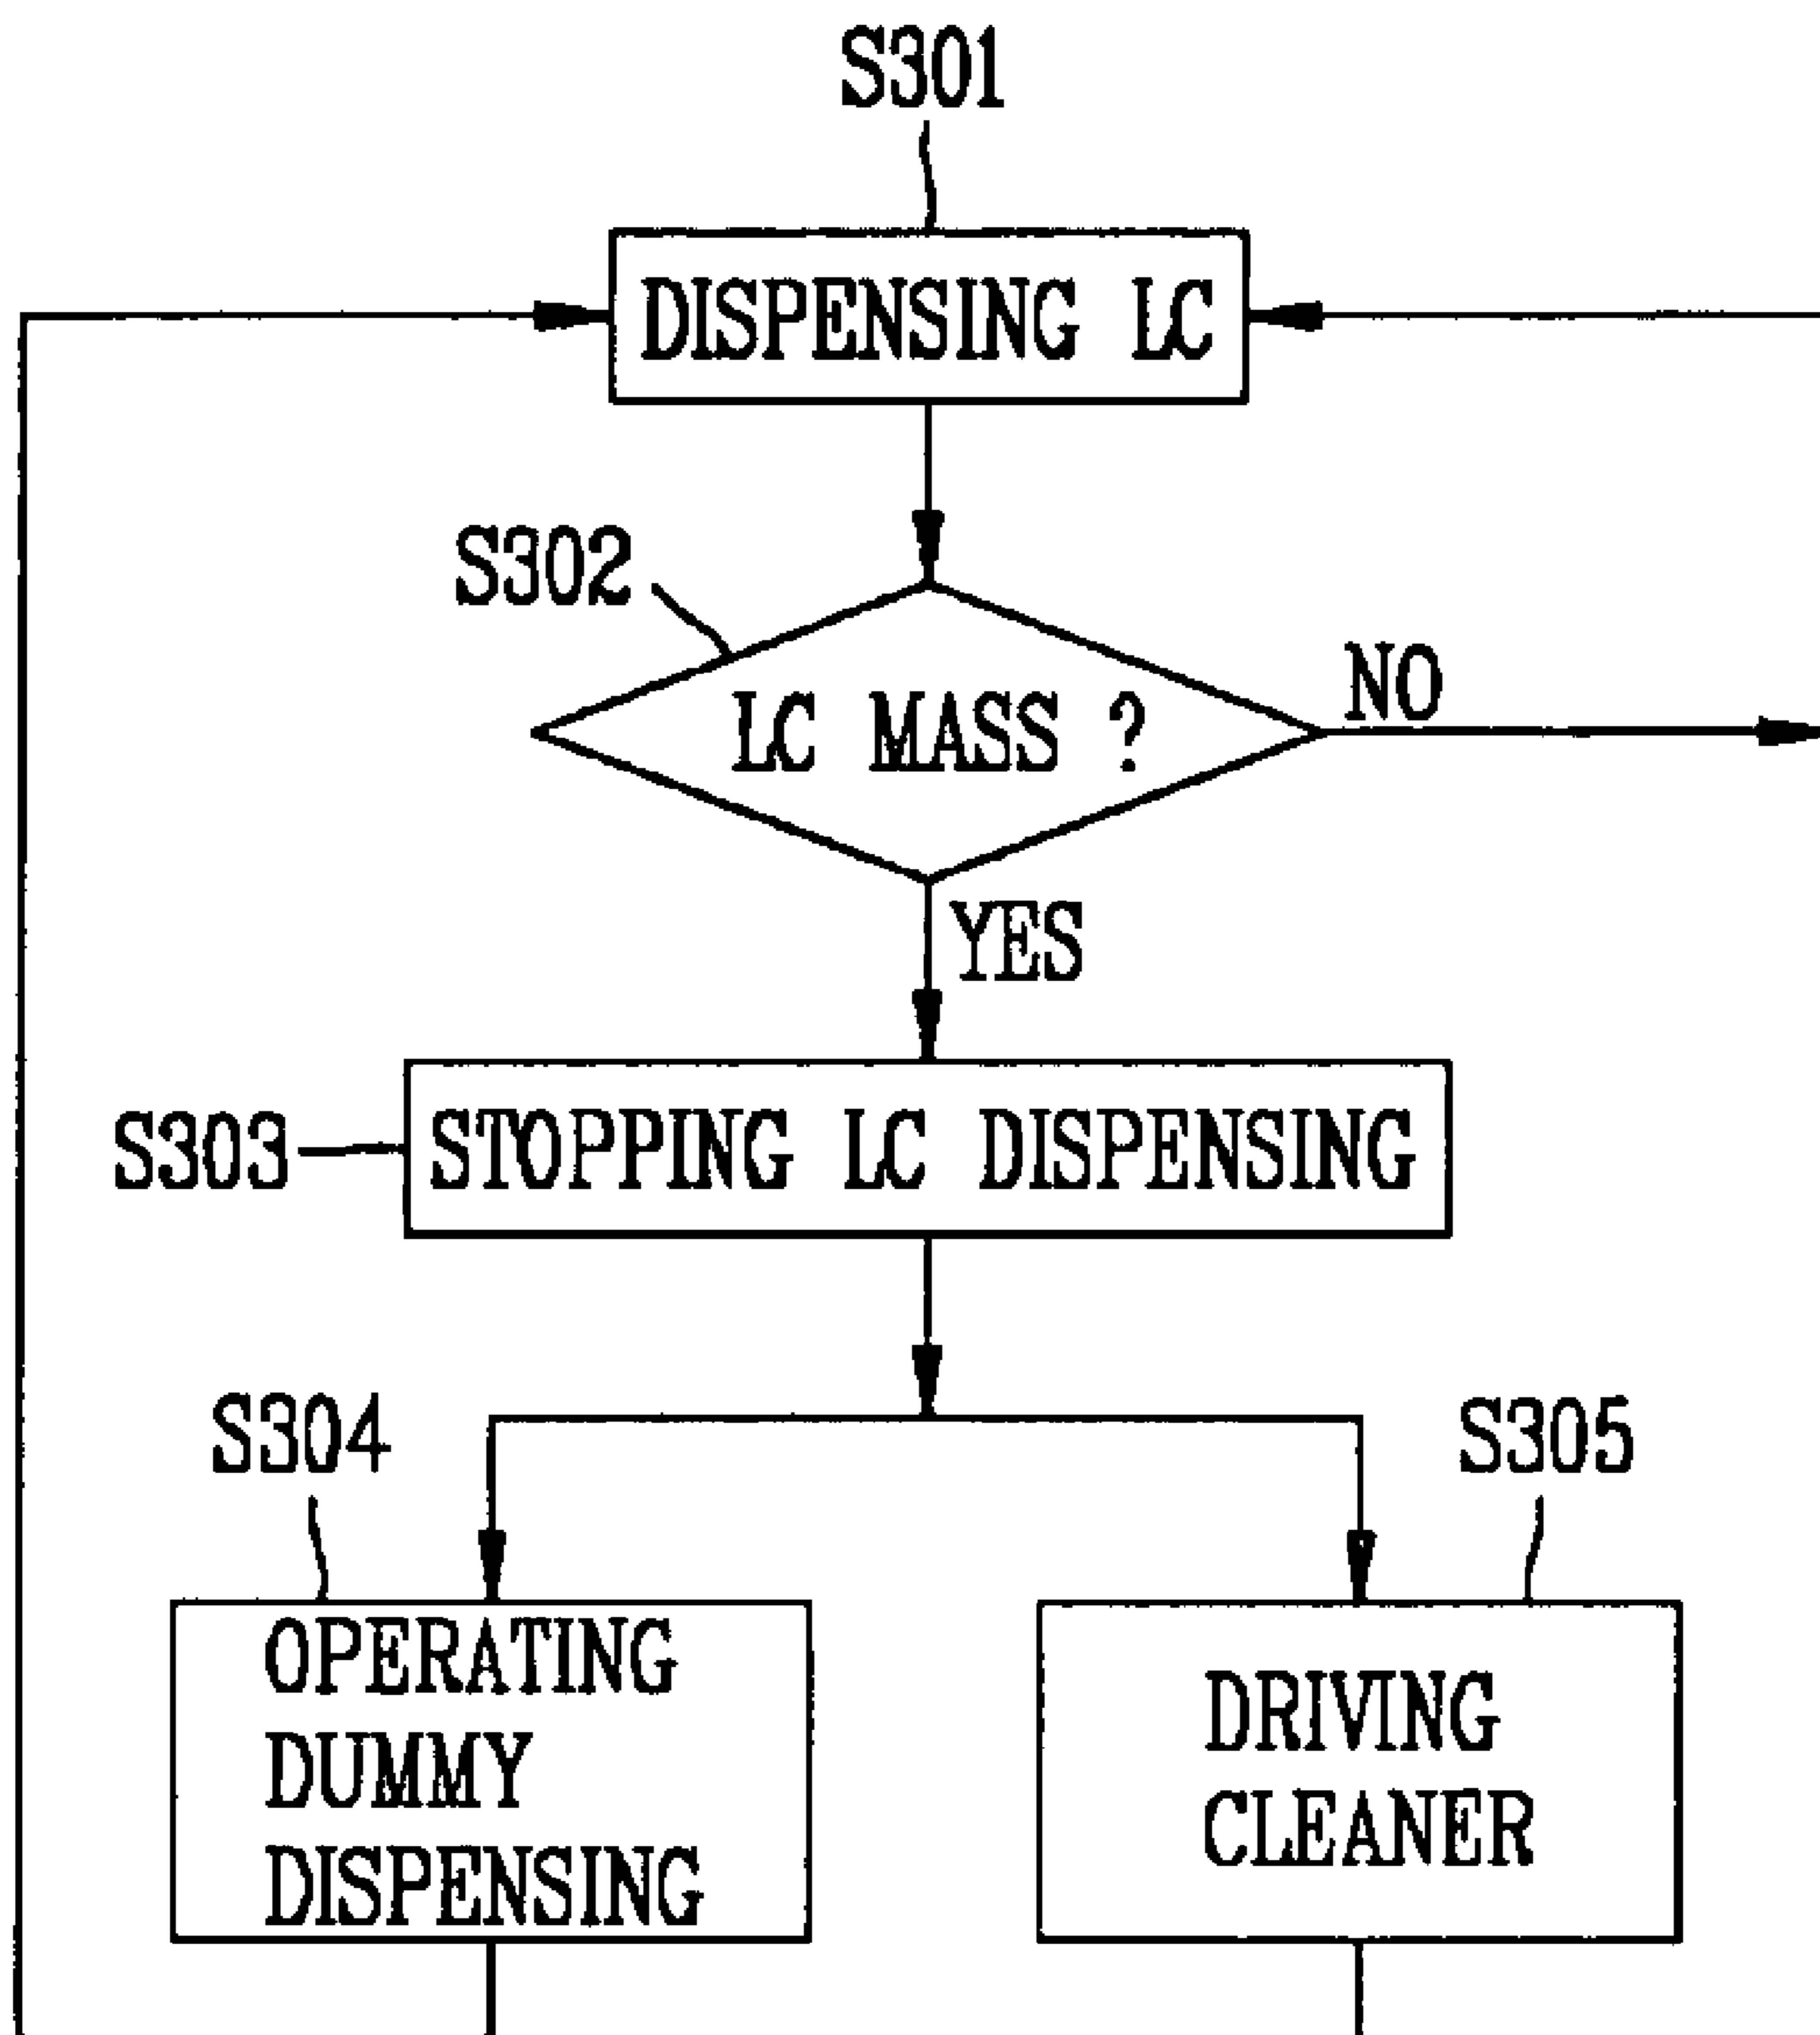 S301
DISPENSING LC
S302
LC MASS ?
NO
YES
S303
STOPPING LC DISPENSING
S304
S305
OPERATING
DUMMY
DISPENSING
DRIVING
CLEANER